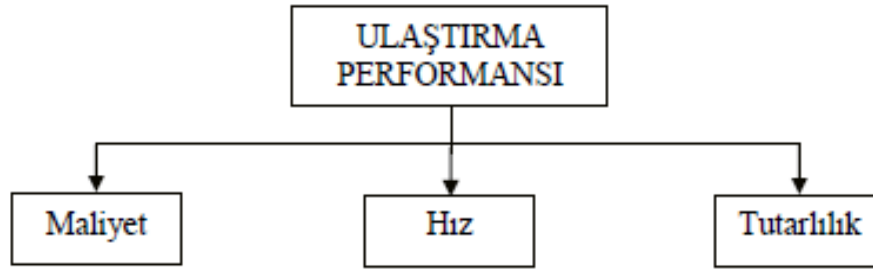 ULAŞTIRMA
PERFORMANSI
Maliyet
Hız
Tutarlılık